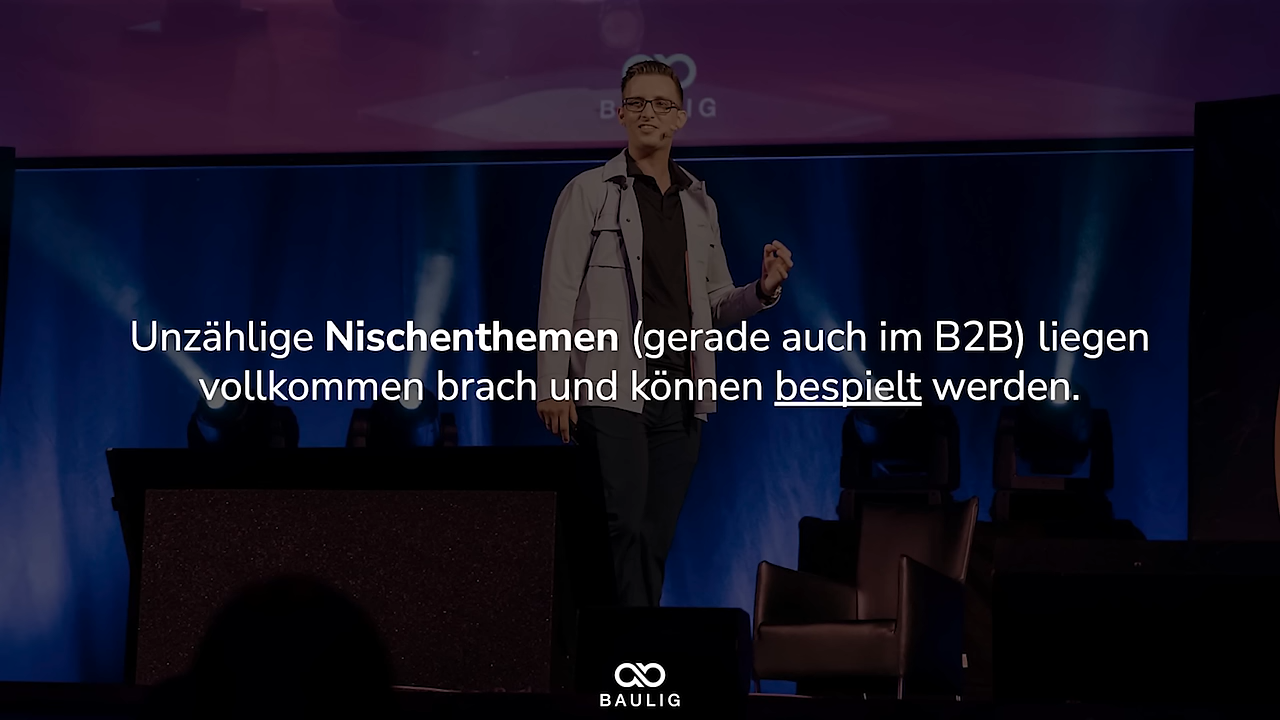 BAULIG
Unzählige Nischenthemen (gerade auch im B2B) liegen
vollkommen brach und können bespielt werden.
BAULIG